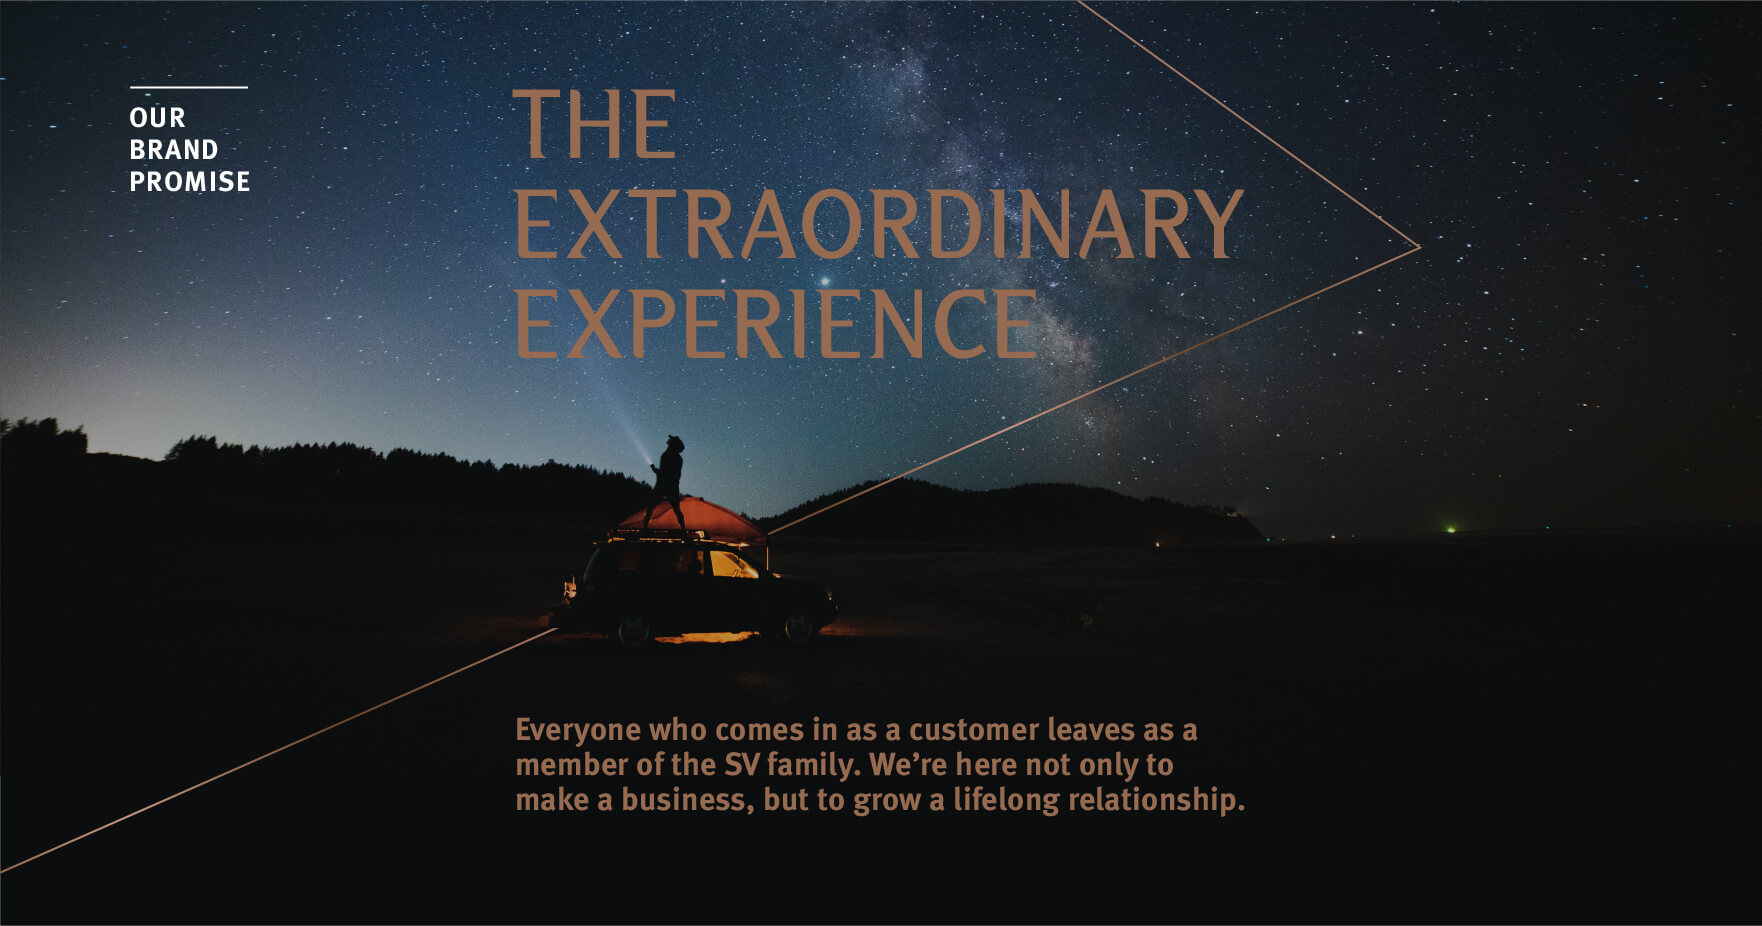 OUR
BRAND
PROMISE
THE
EXTRAORDINARY
EXPERIENCE
Everyone who comes in as a customer leaves as a
member of the SV family. We’re here not only to
make a business, but to grow a lifelong relationship.